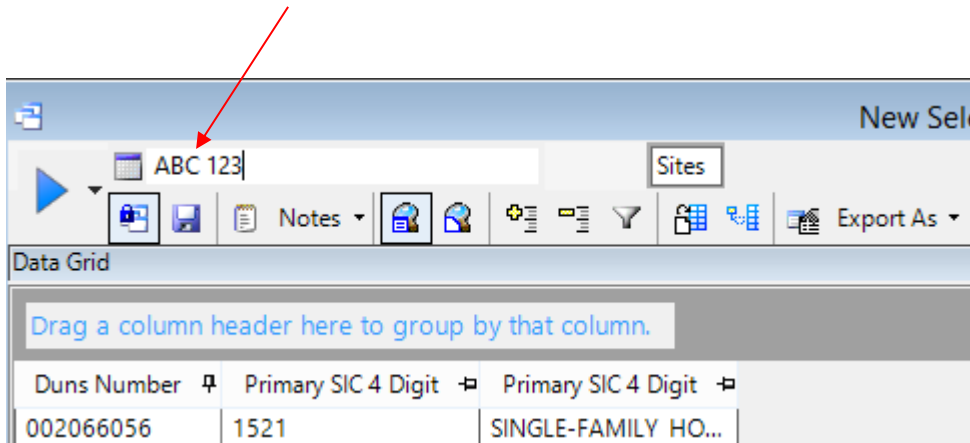 New Sel
ABC 123 Sites
Notes Export As
Data Grid
Drag a column header here to group by that column.
Duns Number Primary SIC 4 Digit Primary SIC 4 Digit
002066056 1521 SINGLE-FAMILY HO...